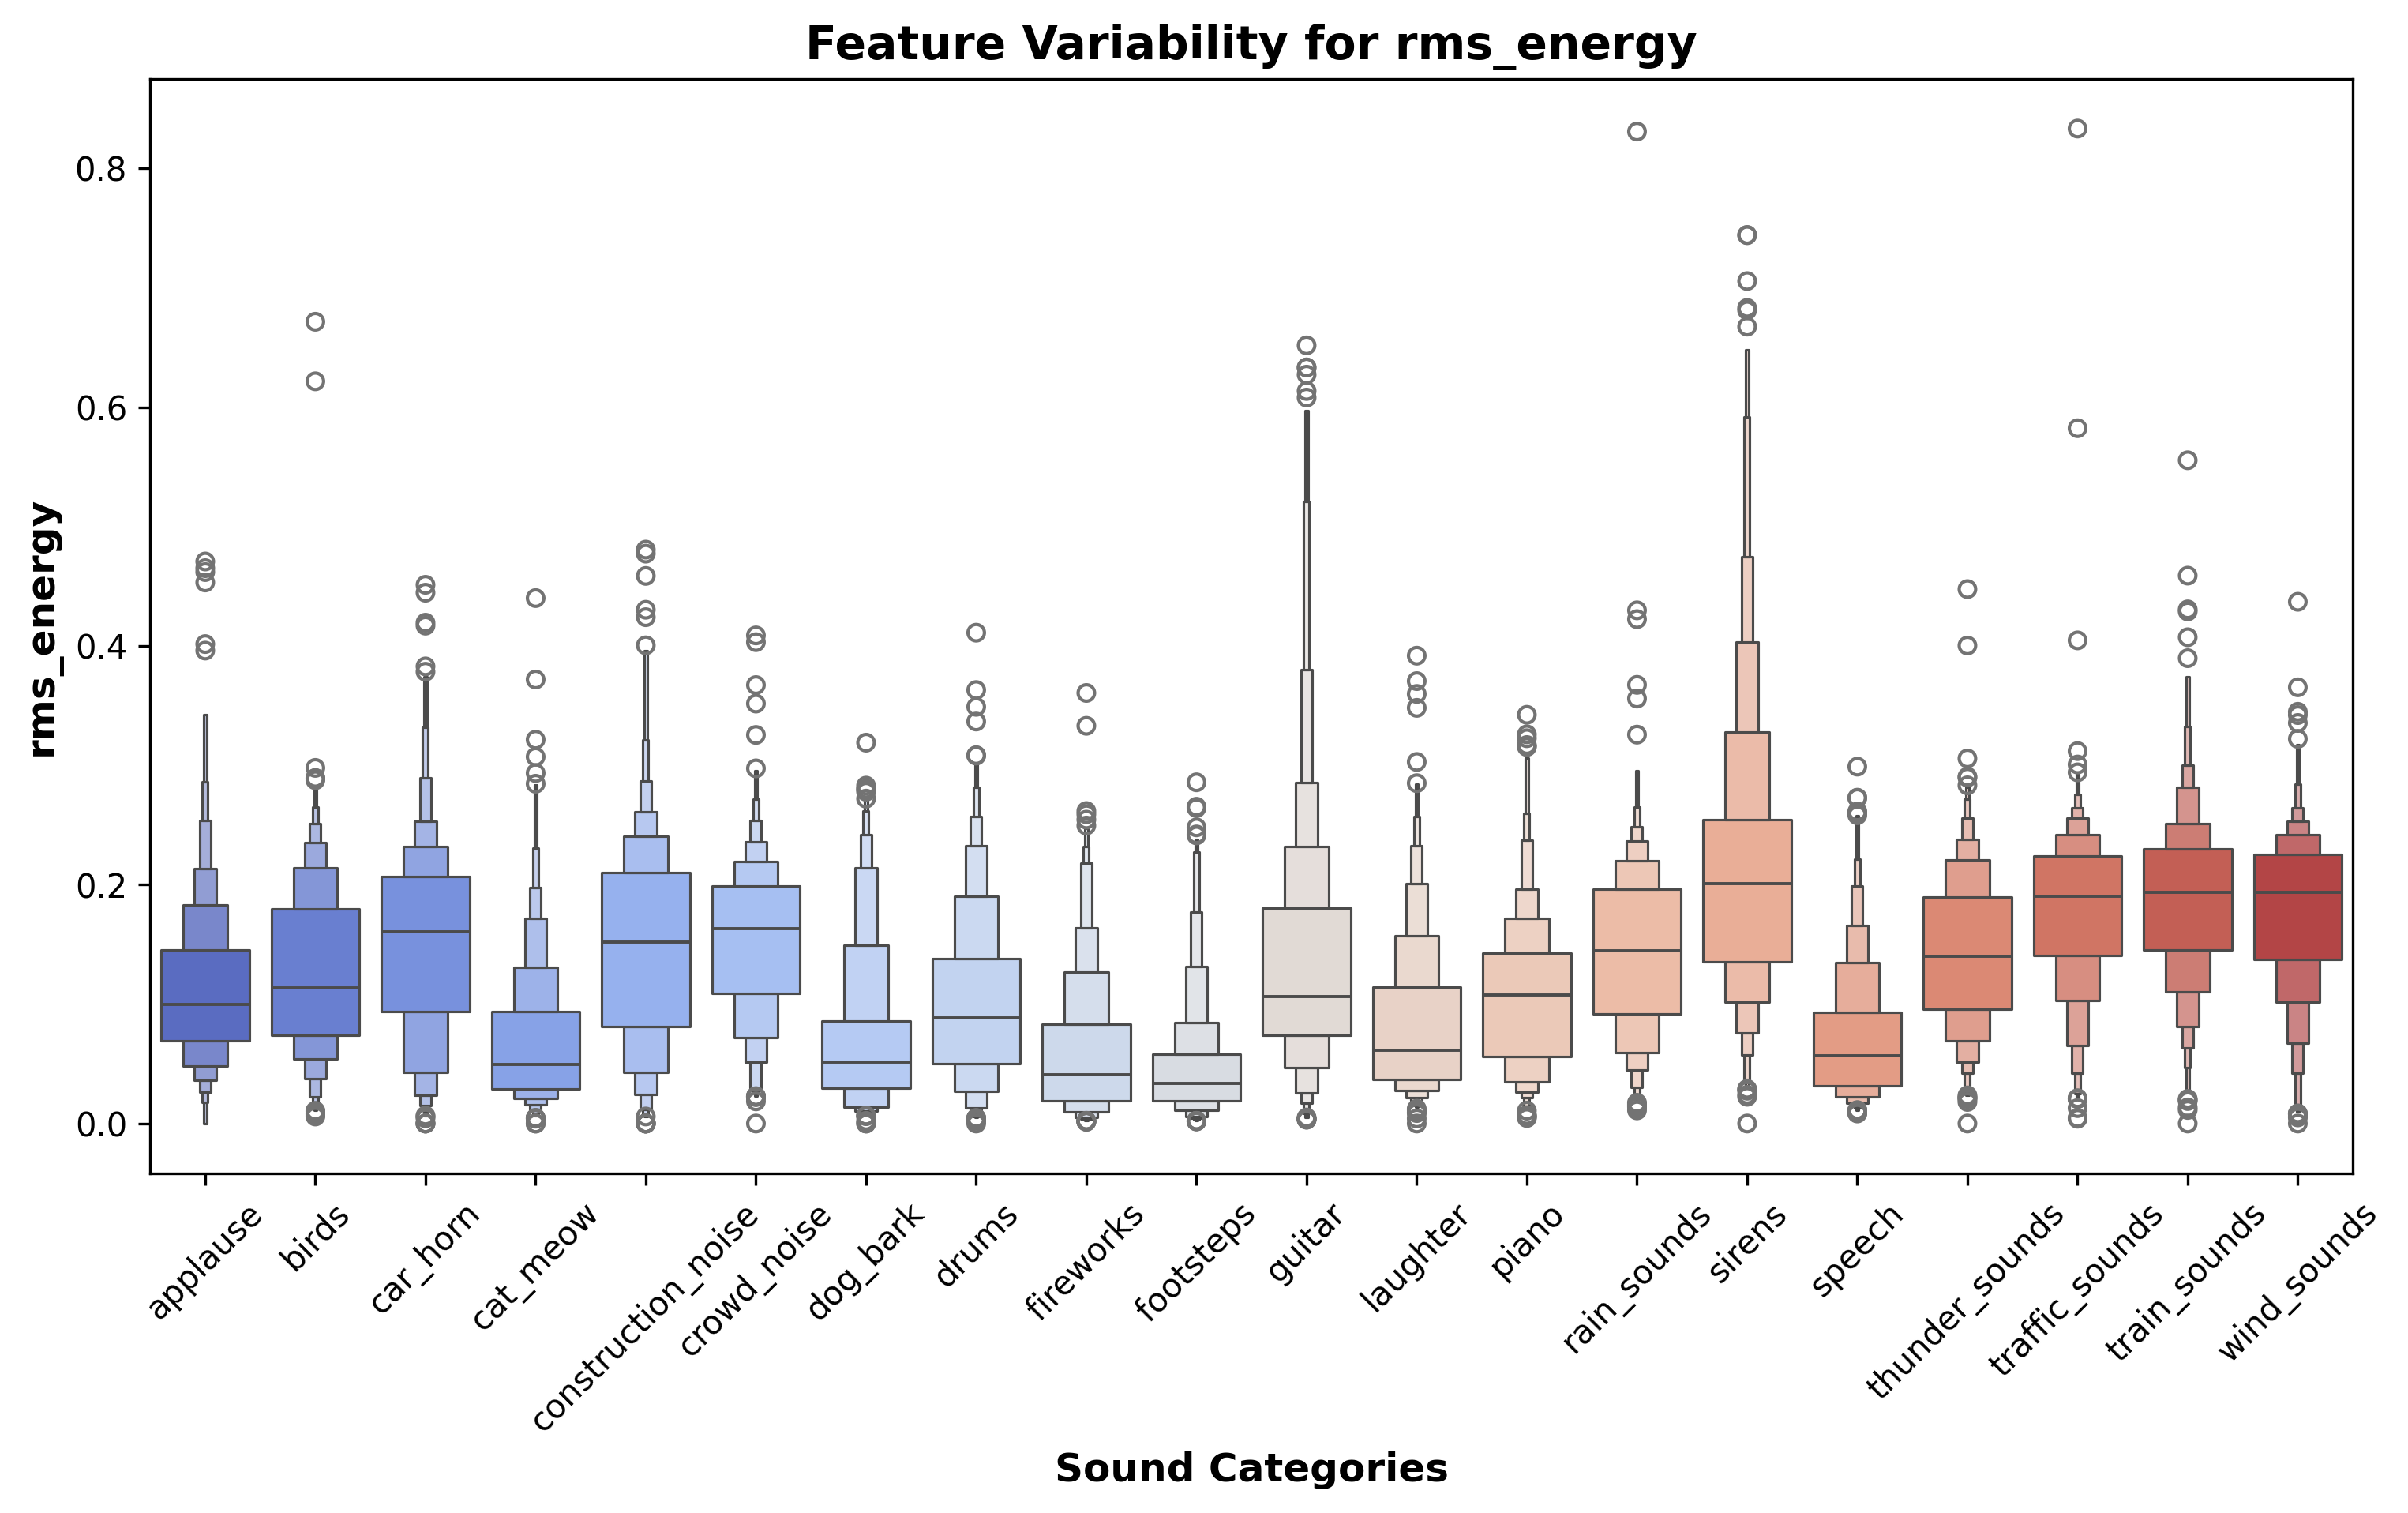 Feature Variability for rms_energy
rms_energy
0.8
0.6
0.4
0.2
0.0
applause
birds
car_horn
cat_meow
construction_noise
crowd_noise
dog_bark
drums
fireworks
footsteps
guitar
laughter
piano
rain_sounds
sirens
speech
thunder_sounds
traffic_sounds
train_sounds
wind_sounds
Sound Categories